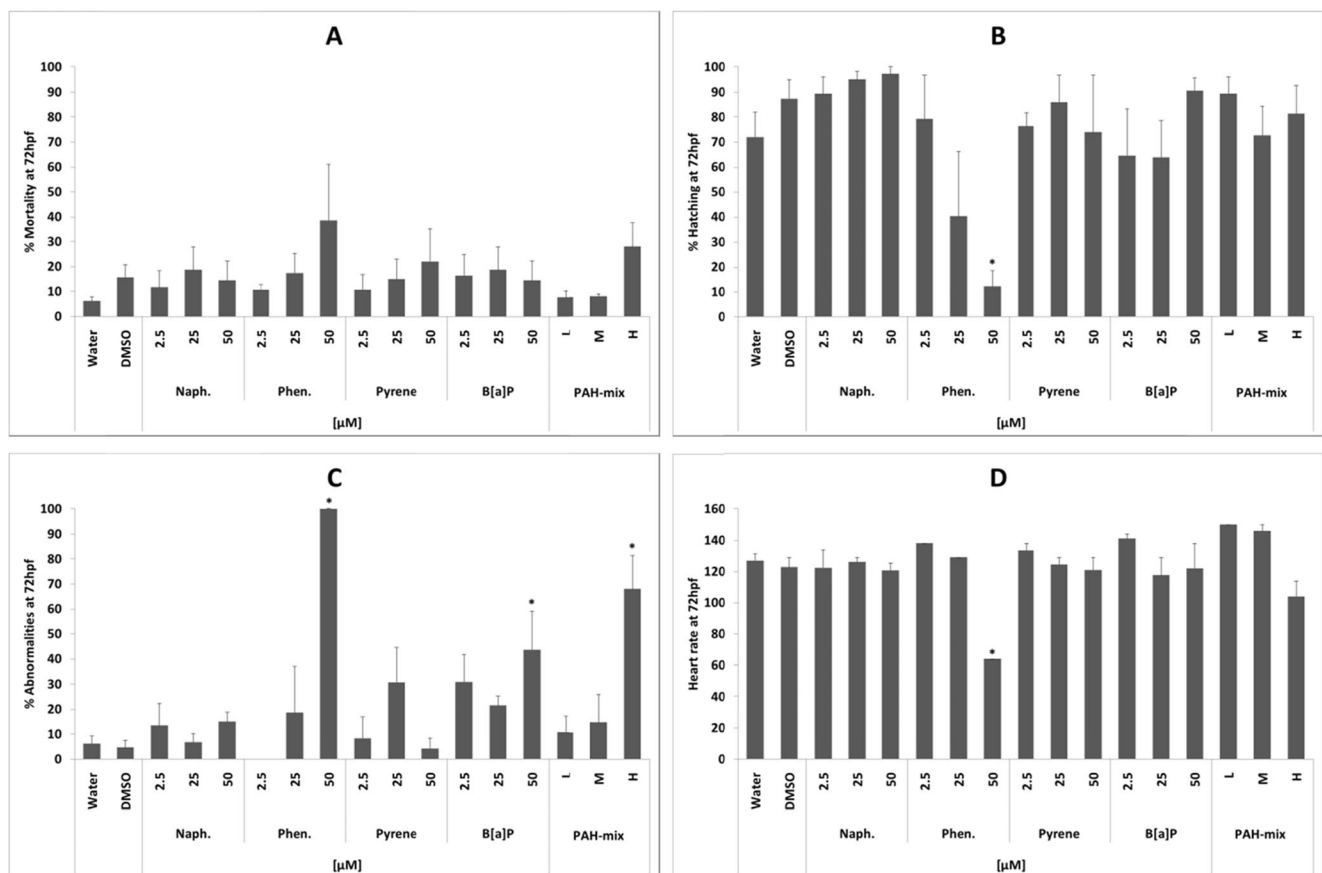 A
% Mortality at 72hpf
100
90
80
70
60
50
40
30
20
10
0
Water DMSO 2.5 25 50 2.5 25 50 2.5 25 50 2.5 25 50 L M H
Naph. Phen. Pyrene B[a]P PAH-mix
[µM]
B
% Hatching at 72hpf
100
90
80
70
60
50
40
30
20
10
0
*
Water DMSO 2.5 25 50 2.5 25 50 2.5 25 50 2.5 25 50 L M H
Naph. Phen. Pyrene B[a]P PAH-mix
[µM]
C
% Abnormalities at 72hpf
100
90
80
70
60
50
40
30
20
10
0
* * *
Water DMSO 2.5 25 50 2.5 25 50 2.5 25 50 2.5 25 50 L M H
Naph. Phen. Pyrene B[a]P PAH-mix
[µM]
D
Heart rate at 72hpf
160
140
120
100
80
60
40
20
0
*
Water DMSO 2.5 25 50 2.5 25 50 2.5 25 50 2.5 25 50 L M H
Naph. Phen. Pyrene B[a]P PAH-mix
[µM]